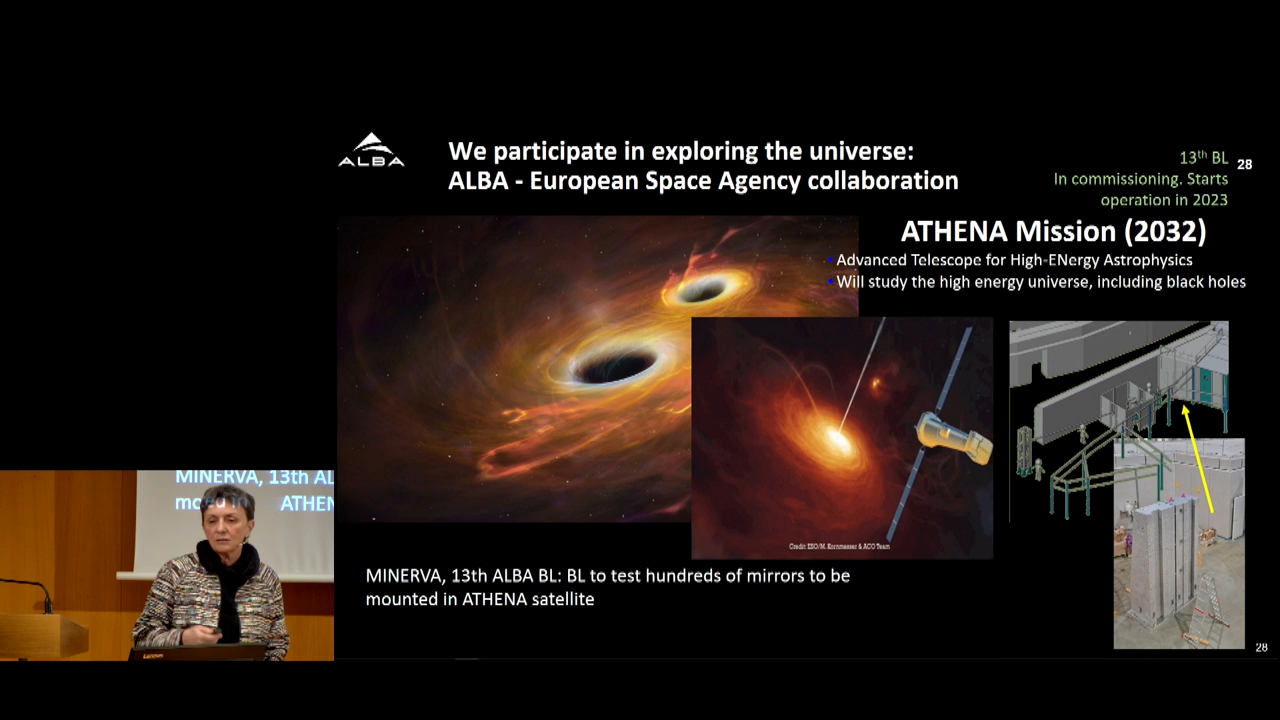 ALBA
We participate in exploring the universe:
ALBA - European Space Agency collaboration
13th BL
In commissioning. Starts
operation in 2023
28
ATHENA Mission (2032)
Advanced Telescope for High-ENergy Astrophysics
Will study the high energy universe, including black holes
Credit: ESO/M. Kornmesser & ACO Team
MINERVA, 13th ALBA BL: BL to test hundreds of mirrors to be
mounted in ATHENA satellite
28
MINERVA, 13th AL
ATHEN
Lenovo